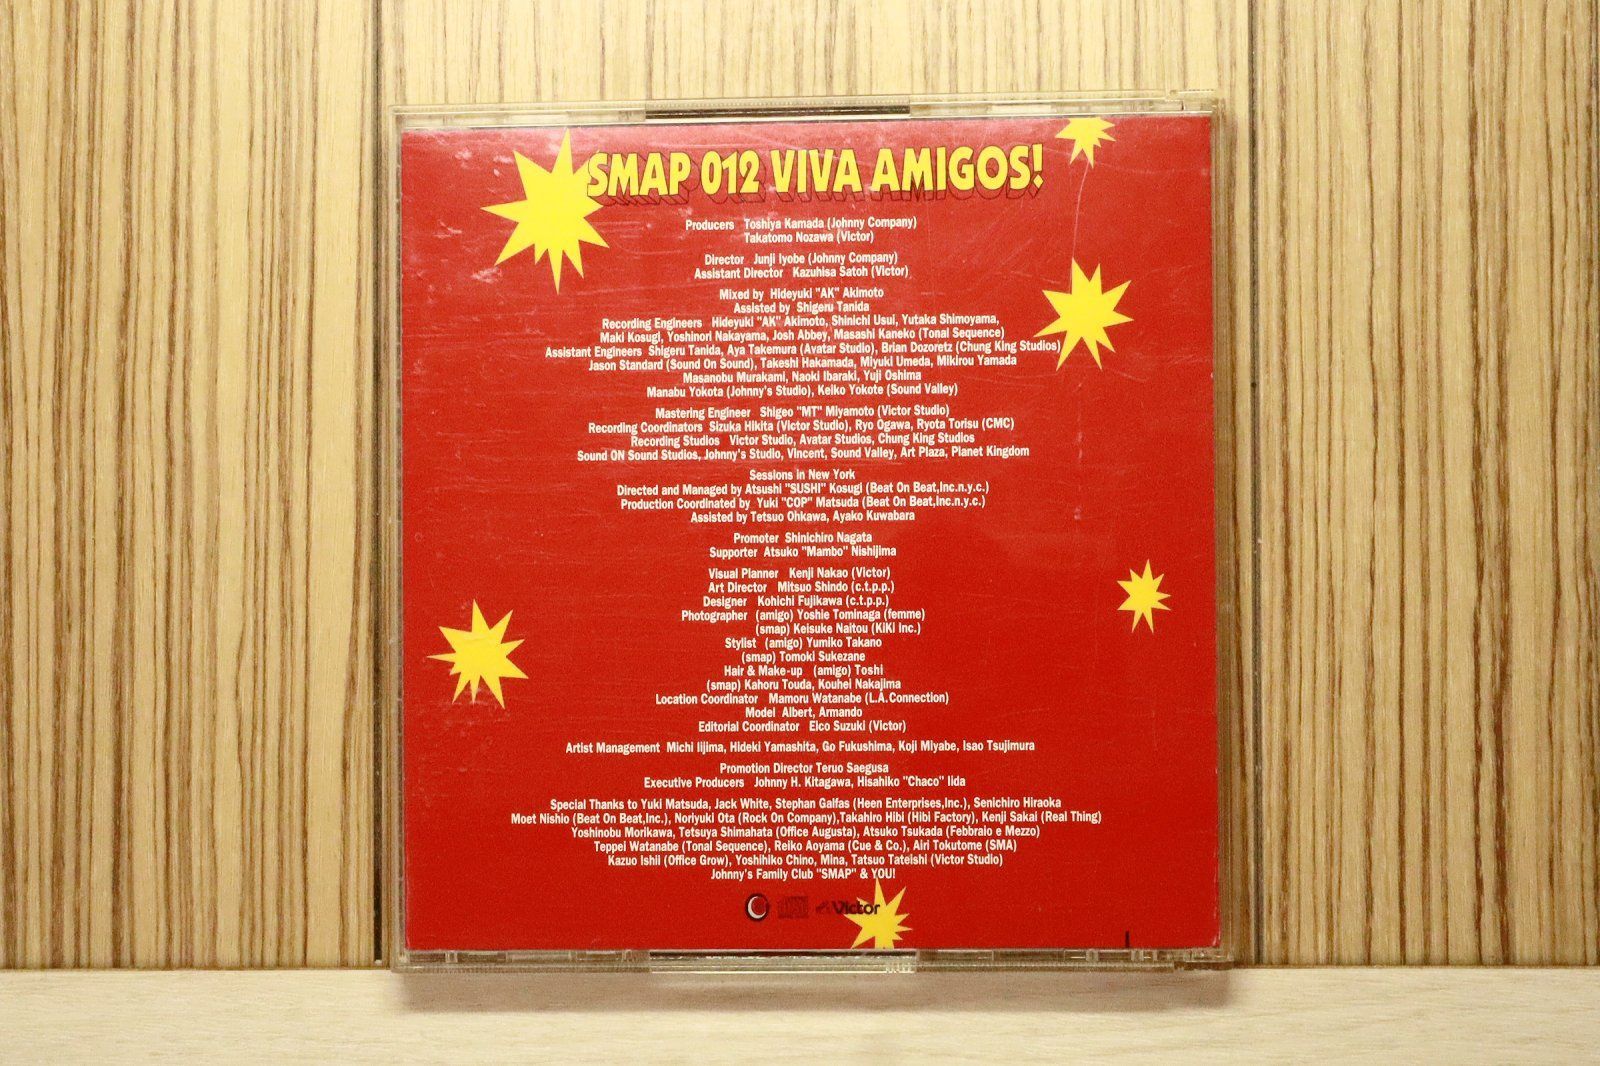 SMAP 012 VIVA AMIGOS!
Producers Toshiya Kamada (Johnny Company)
Takatomo Nozawa (Victor)
Director Junji Iyobe (Johnny Company)
Assistant Director Kazuhisa Satoh (Victor)
Mixed by Hideyuki "AK" Akimoto
Assisted by Shigeru Tanida
Recording Engineers Hideyuki "AK" Akimoto, Shinichi Usui, Yutaka Shimoyama,
Maki Kosugi, Yoshinori Nakayama, Josh Abbey, Masashi Kaneko (Tonal Sequence)
Assistant Engineers Shigeru Tanida, Aya Takemura (Avatar Studio), Brian Dozoretz (Chung King Studios)
Jason Standard (Sound On Sound), Takeshi Hakamada, Miyuki Umeda, Mikirou Yamada
Masanobu Murakami, Naoki Ibaraki, Yuji Oshima
Manabu Yokota (Johnny's Studio), Keiko Yokote (Sound Valley)
Mastering Engineer Shigeo "MT" Miyamoto (Victor Studio)
Recording Coordinators Sizuka Hikita (Victor Studio), Ryo Ogawa, Ryota Torisu (CMC)
Recording Studios Victor Studio, Avatar Studios, Chung King Studios
Sound ON Sound Studios, Johnny's Studio, Vincent, Sound Valley, Art Plaza, Planet Kingdom
Sessions in New York
Directed and Managed by Atsushi "SUSHI" Kosugi (Beat On Beat,Inc.n.y.c.)
Production Coordinated by Yuki "COP" Matsuda (Beat On Beat,Inc.n.y.c.)
Assisted by Tetsuo Ohkawa, Ayako Kuwabara
Promoter Shinichiro Nagata
Supporter Atsuko "Mambo" Nishijima
Visual Planner Kenji Nakao (Victor)
Art Director Mitsuo Shindo (c.t.p.p.)
Designer Kohichi Fujikawa (c.t.p.p.)
Photographer (amigo) Yoshie Tominaga (femme)
(smap) Keisuke Naitou (KiKi Inc.)
Stylist (amigo) Yumiko Takano
(smap) Tomoki Sukezane
Hair & Make-up (amigo) Toshi
(smap) Kahoru Touda, Kouhei Nakajima
Location Coordinator Mamoru Watanabe (L.A.Connection)
Model Albert, Armando
Editorial Coordinator Elco Suzuki (Victor)
Artist Management Michi Iijima, Hideki Yamashita, Go Fukushima, Koji Miyabe, Isao Tsujimura
Promotion Director Teruo Saegusa
Executive Producers Johnny H. Kitagawa, Hisahiko "Chaco" Iida
Special Thanks to Yuki Matsuda, Jack White, Stephan Galfas (Heen Enterprises,Inc.), Senichiro Hiraoka
Moet Nishio (Beat On Beat,Inc.), Noriyuki Ota (Rock On Company),Takahiro Hibi (Hibi Factory), Kenji Sakai (Real Thing)
Yoshinobu Morikawa, Tetsuya Shimahata (Office Augusta), Atsuko Tsukada (Febbraio e Mezzo)
Teppei Watanabe (Tonal Sequence), Reiko Aoyama (Cue & Co.), Airi Tokutome (SMA)
Kazuo Ishii (Office Grow), Yoshihiko Chino, Mina, Tatsuo Tateishi (Victor Studio)
Johnny's Family Club "SMAP" & YOU!
Victor